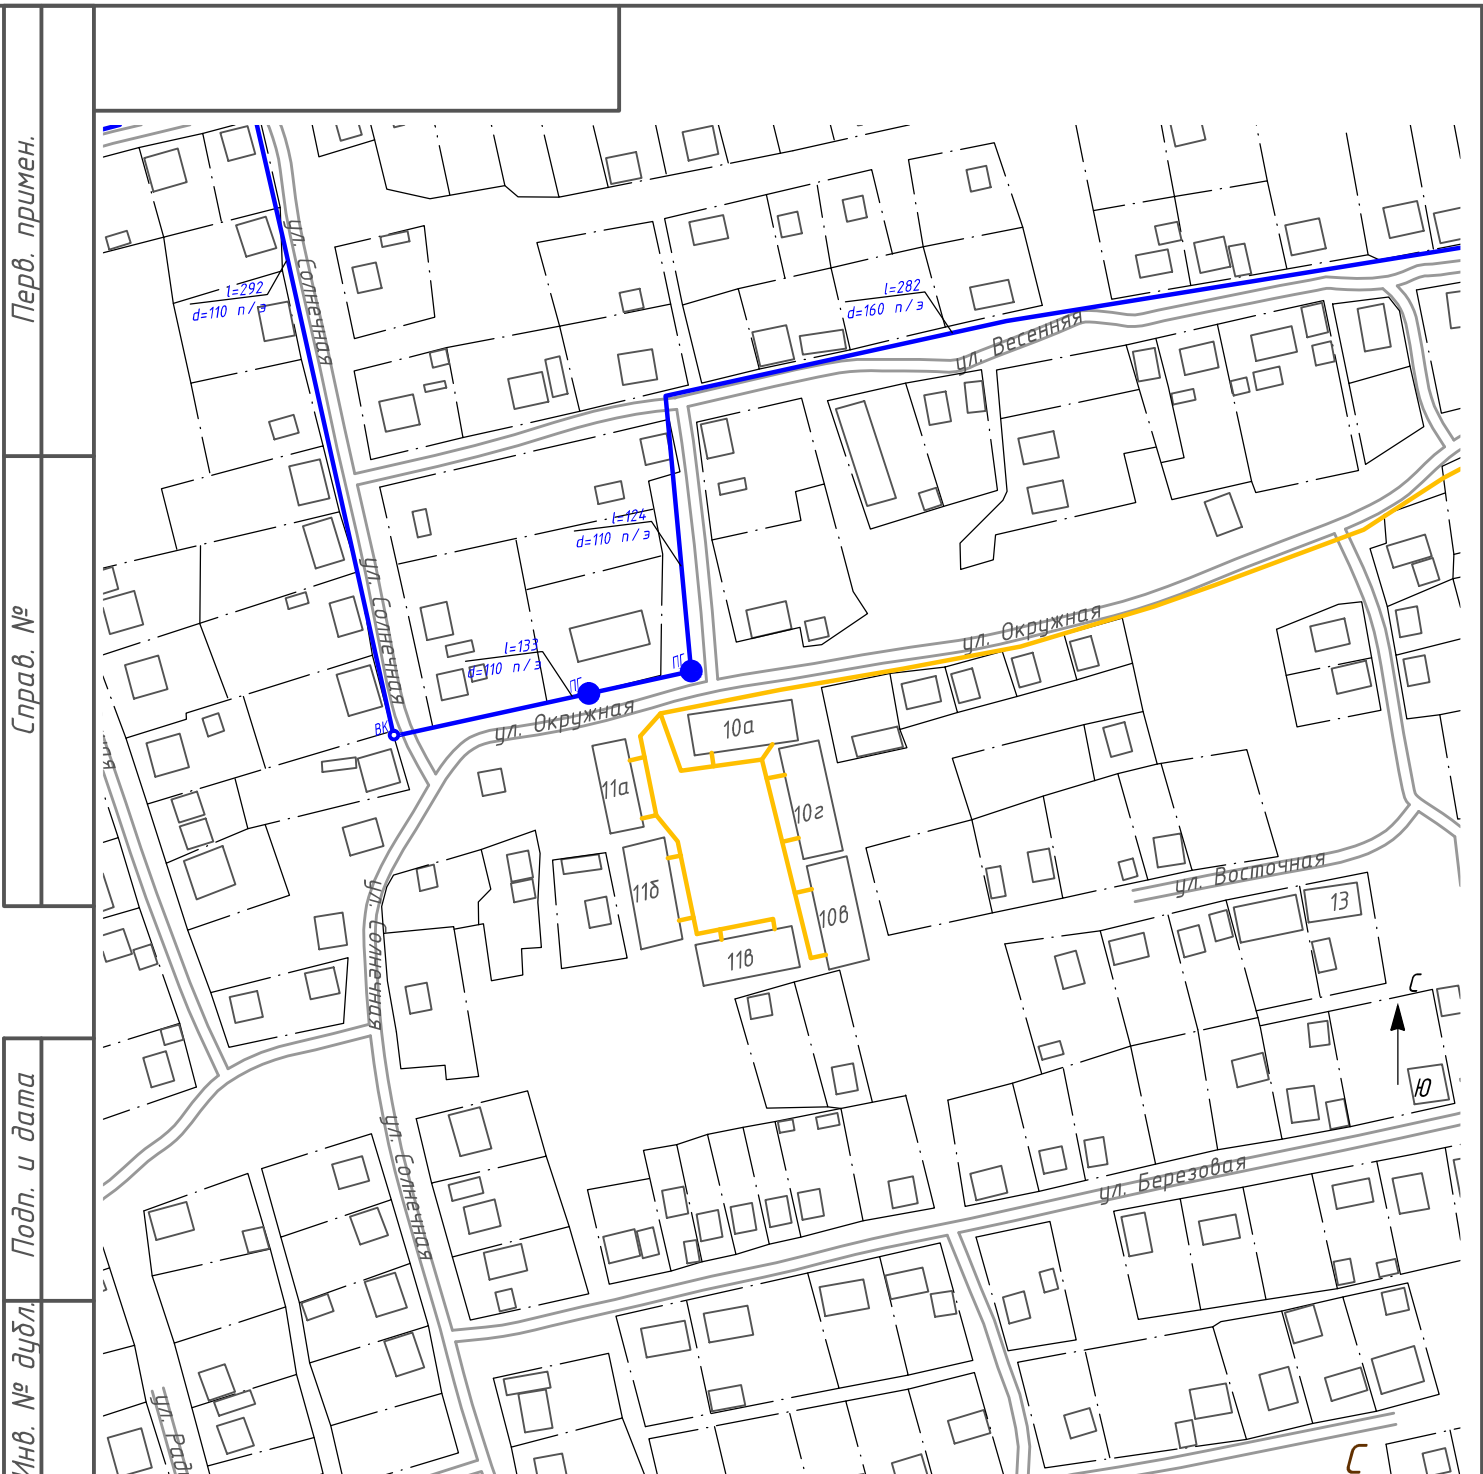 Перв. примен.
Справ. №
Подп. и дата
Инв. № дубл.
ул. Солнечная
l=292
d=110 п/э
l=282
d=160 п/э
ул. Весенняя
l=124
d=110 п/э
ул. Солнечная
ул. Окружная
l=133
d=110 п/э
ПГ
ПГ
ВК
ул. Окружная
10а
11а
10г
11б
10в
11в
ул. Восточная
13
ул. Солнечная
С
Ю
ул. Березовая
ул. Солнечная
С